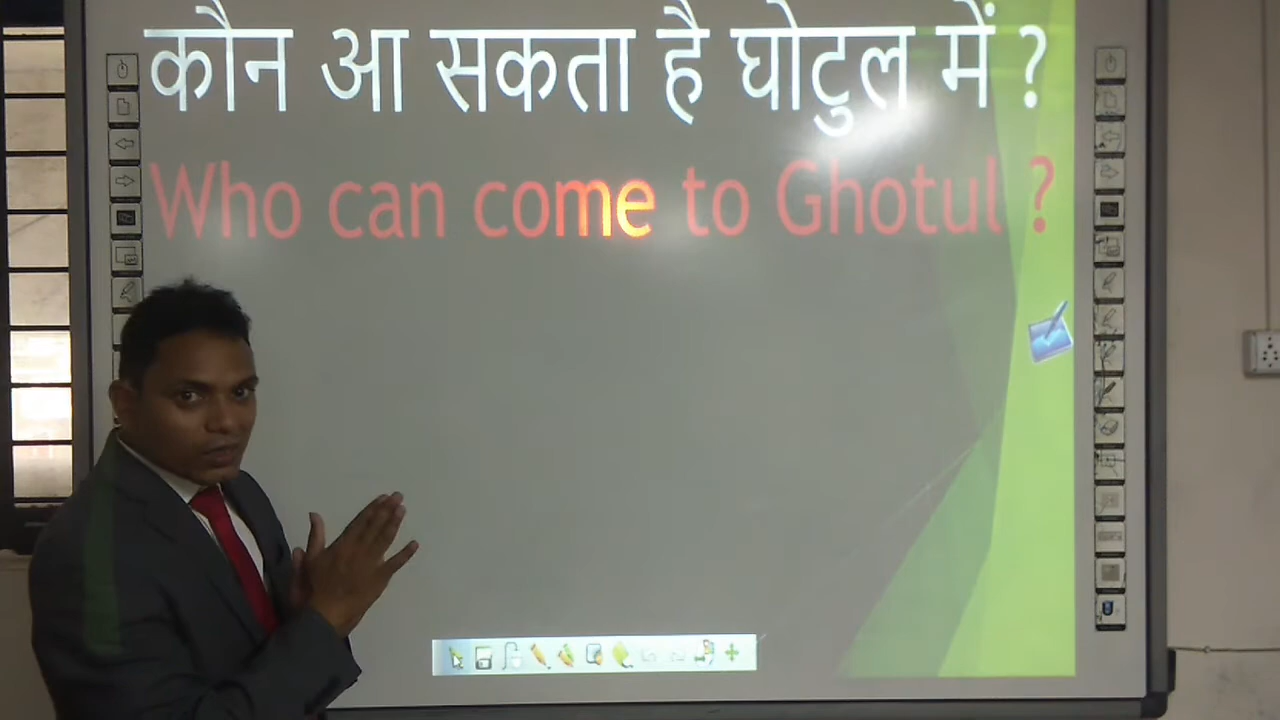 कौन आ सकता है घोटुल में ?
Who can come to Ghotul ?